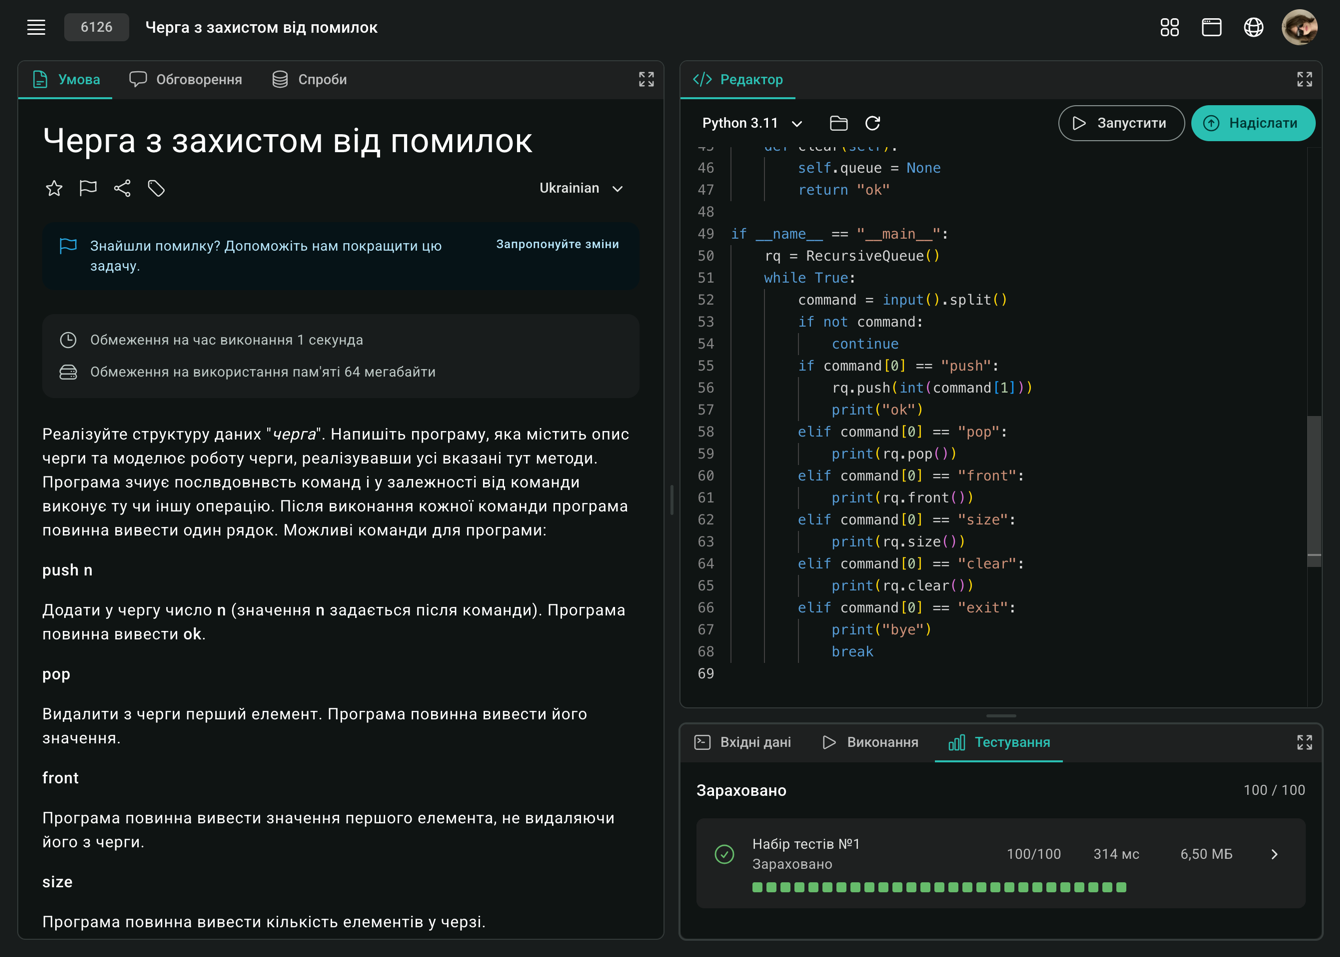 6126
Черга з захистом від помилок
Умова
Обговорення
Спроби
Черга з захистом від помилок
Ukrainian
Знайшли помилку? Допоможіть нам покращити цю
задачу.
Запропонуйте зміни
Обмеження на час виконання 1 секунда
Обмеження на використання пам'яті 64 мегабайти
Реалізуйте структуру даних "черга". Напишіть програму, яка містить опис
черги та моделює роботу черги, реалізувавши усі вказані тут методи.
Програма зчиує послвдовнвсть команд і у залежності від команди
виконує ту чи іншу операцію. Після виконання кожної команди програма
повинна вивести один рядок. Можливі команди для програми:
push n
Додати у чергу число n (значення n задається після команди). Програма
повинна вивести ok.
pop
Видалити з черги перший елемент. Програма повинна вивести його
значення.
front
Програма повинна вивести значення першого елемента, не видаляючи
його з черги.
size
Програма повинна вивести кількість елементів у черзі.
</> Редактор
Python 3.11
Запустити
Надіслати
45 def clear(self):
46 self.queue = None
47 return "ok"
48
49 if __name__ == "__main__":
50 rq = RecursiveQueue()
51 while True:
52 command = input().split()
53 if not command:
54 continue
55 if command[0] == "push":
56 rq.push(int(command[1]))
57 print("ok")
58 elif command[0] == "pop":
59 print(rq.pop())
60 elif command[0] == "front":
61 print(rq.front())
62 elif command[0] == "size":
63 print(rq.size())
64 elif command[0] == "clear":
65 print(rq.clear())
66 elif command[0] == "exit":
67 print("bye")
68 break
69
Вхідні дані
Виконання
Тестування
Зараховано
100 / 100
Набір тестів №1
Зараховано
100/100
314 мс
6,50 МБ